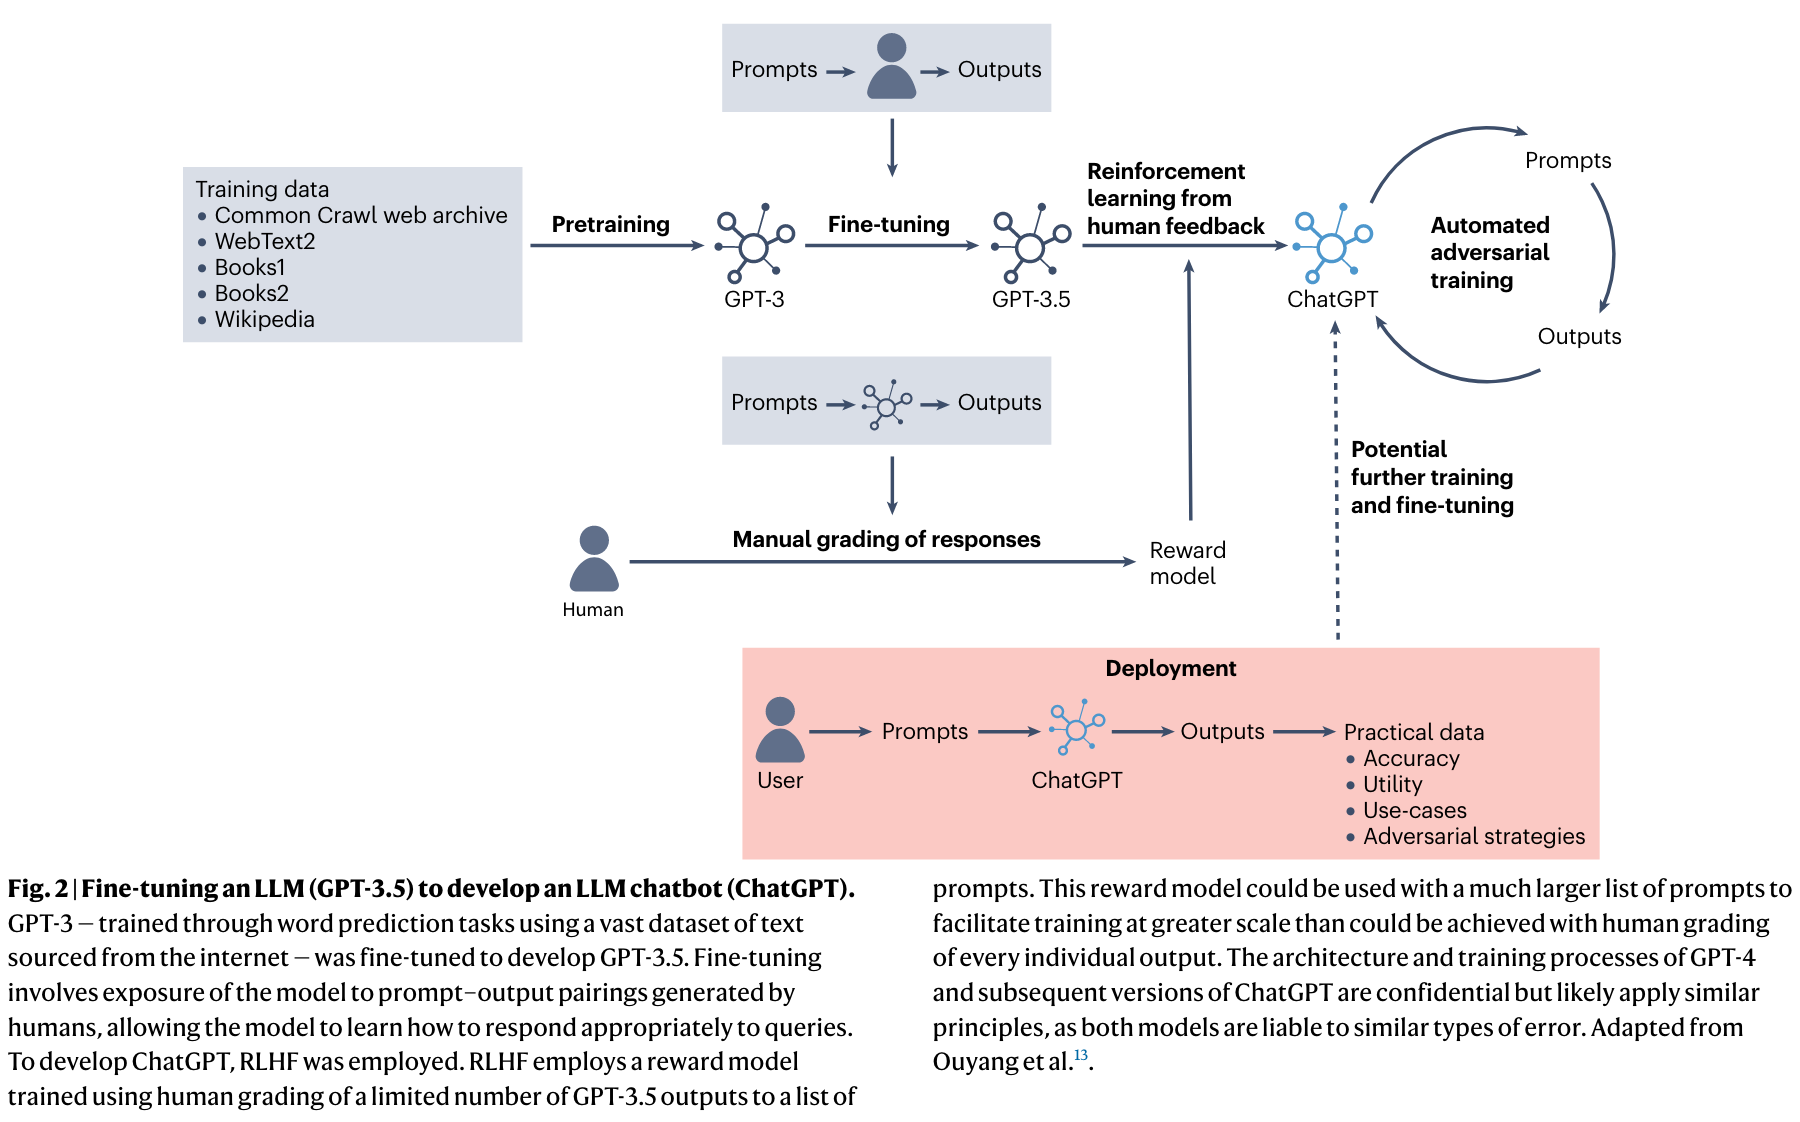 Prompts
Outputs
Training data
• Common Crawl web archive
• WebText2
• Books1
• Books2
• Wikipedia
Pretraining
GPT-3
Fine-tuning
GPT-3.5
Reinforcement
learning from
human feedback
ChatGPT
Prompts
Automated
adversarial
training
Outputs
Prompts
Outputs
Manual grading of responses
Human
Reward
model
Potential
further training
and fine-tuning
Deployment
User
Prompts
ChatGPT
Outputs
Practical data
• Accuracy
• Utility
• Use-cases
• Adversarial strategies
Fig. 2 | Fine-tuning an LLM (GPT-3.5) to develop an LLM chatbot (ChatGPT).
GPT-3 — trained through word prediction tasks using a vast dataset of text
sourced from the internet — was fine-tuned to develop GPT-3.5. Fine-tuning
involves exposure of the model to prompt–output pairings generated by
humans, allowing the model to learn how to respond appropriately to queries.
To develop ChatGPT, RLHF was employed. RLHF employs a reward model
trained using human grading of a limited number of GPT-3.5 outputs to a list of
prompts. This reward model could be used with a much larger list of prompts to
facilitate training at greater scale than could be achieved with human grading
of every individual output. The architecture and training processes of GPT-4
and subsequent versions of ChatGPT are confidential but likely apply similar
principles, as both models are liable to similar types of error. Adapted from
Ouyang et al.13.